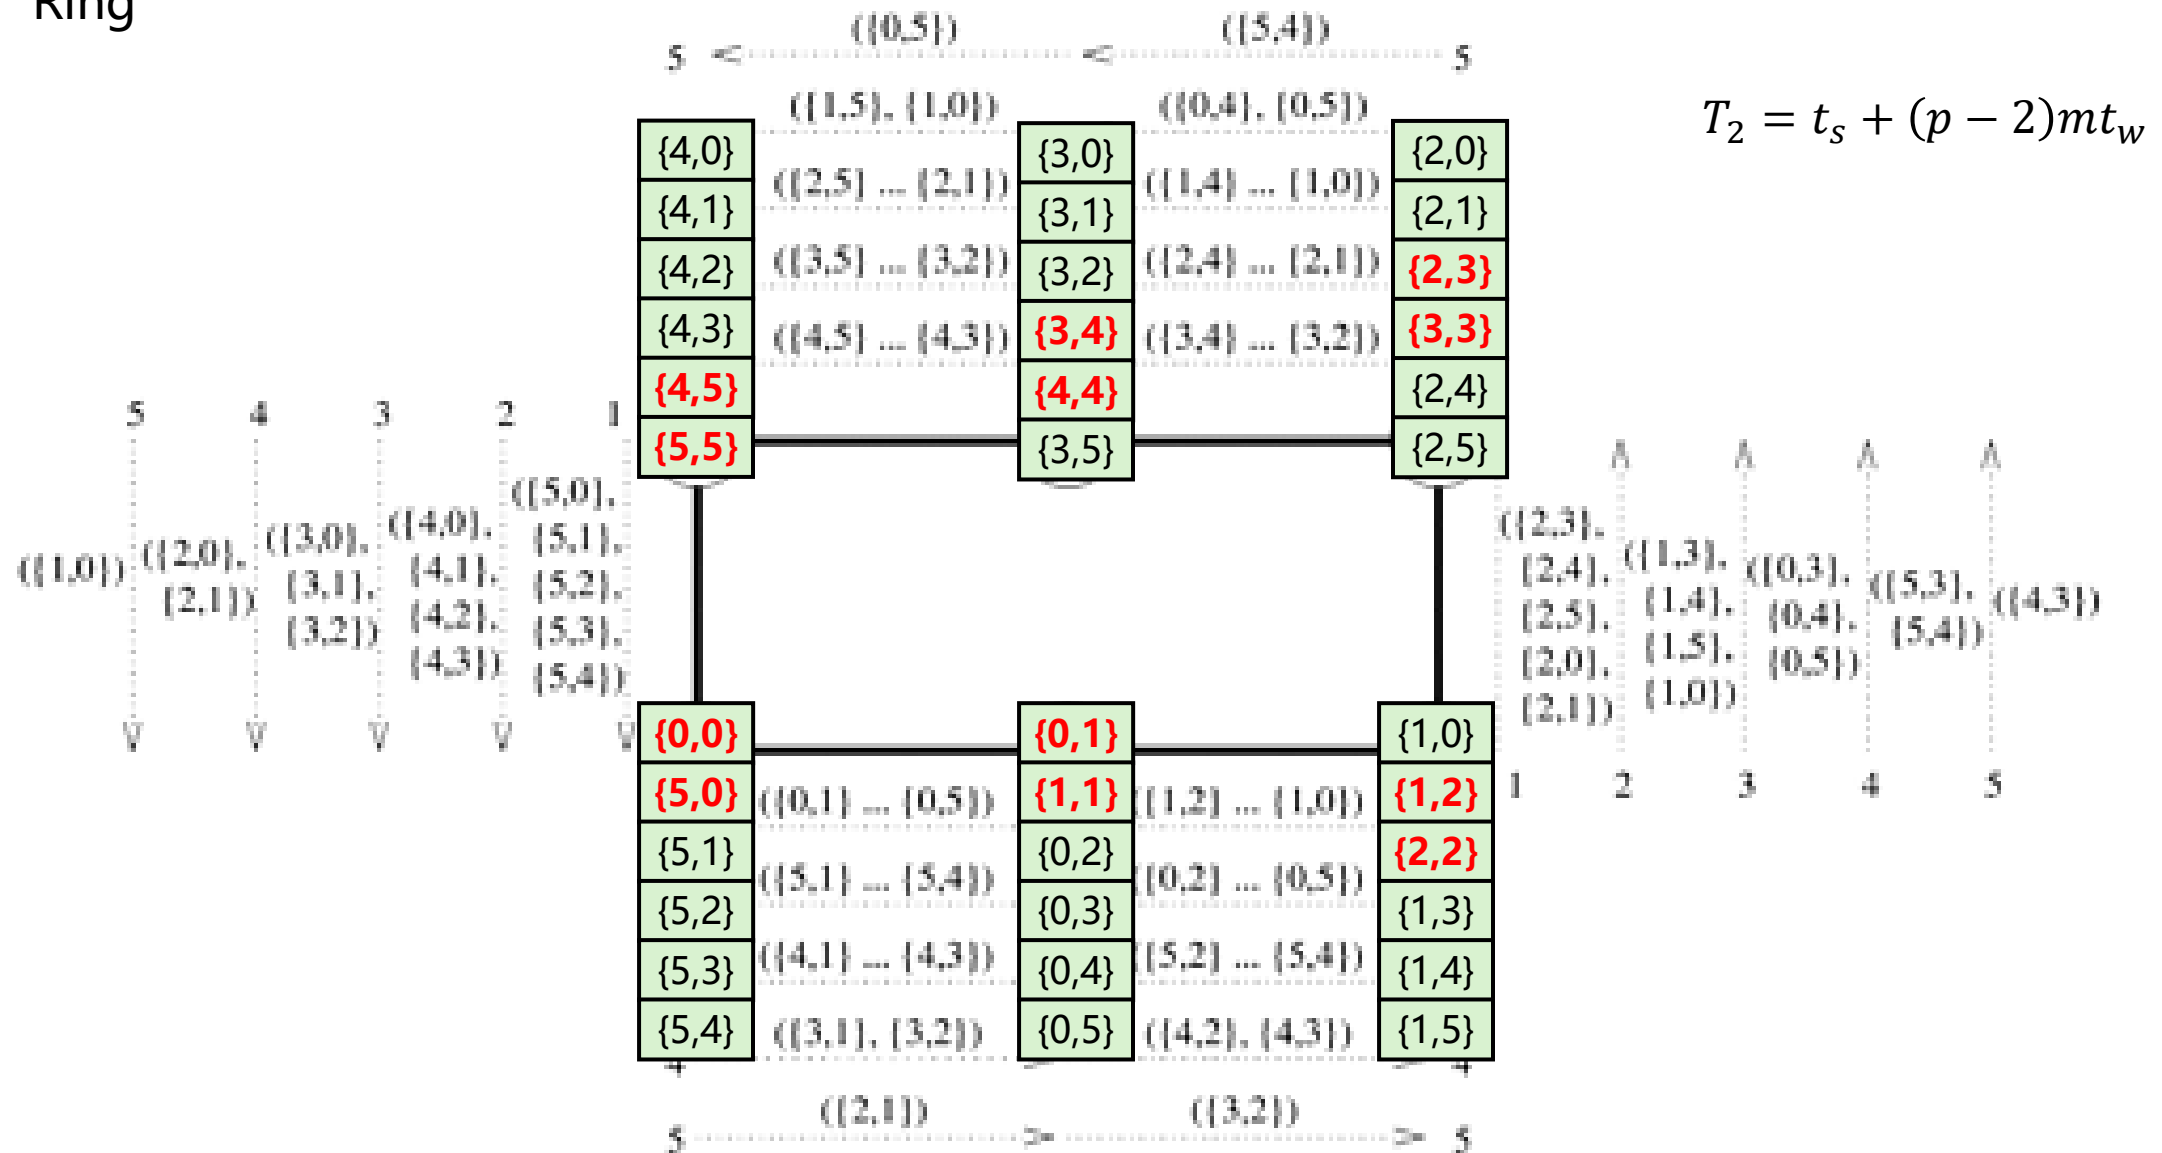 Ring
({0,5}) ({5,4})
5 5
({1,5}, {1,0}) ({0,4}, {0,5})
T₂ = tₛ + (p − 2)mt_w
{4,0} {3,0} {2,0}
({2,5} ... {2,1}) ({1,4} ... {1,0})
{4,1} {3,1} {2,1}
({3,5} ... {3,2}) ({2,4} ... {2,1})
{4,2} {3,2} {2,3}
({4,5} ... {4,3}) ({3,4} ... {3,2})
{4,3} {3,4} {3,3}
{4,5} {4,4} {2,4}
{5,5} {3,5} {2,5}
5 4 3 2 1
({1,0})
({2,0},
{2,1})
({3,0},
{3,1},
{3,2})
({4,0},
{4,1},
{4,2},
{4,3})
({5,0},
{5,1},
{5,2},
{5,3},
{5,4})
({2,3},
{2,4},
{2,5},
{2,0},
{2,1})
({1,3},
{1,4},
{1,5},
{1,0})
({0,3},
{0,4},
{0,5})
({5,3},
{5,4})
({4,3})
1 2 3 4 5
{0,0} {0,1} {1,0}
{5,0} ({0,1} ... {0,5}) {1,1} ({1,2} ... {1,0}) {1,2}
{5,1} ({5,1} ... {5,4}) {0,2} ({0,2} ... {0,5}) {2,2}
{5,2} {0,3} {1,3}
{5,3} ({4,1} ... {4,3}) {0,4} ({5,2} ... {5,4}) {1,4}
{5,4} ({3,1}, {3,2}) {0,5} ({4,2}, {4,3}) {1,5}
4 4
({2,1}) ({3,2})
5 5